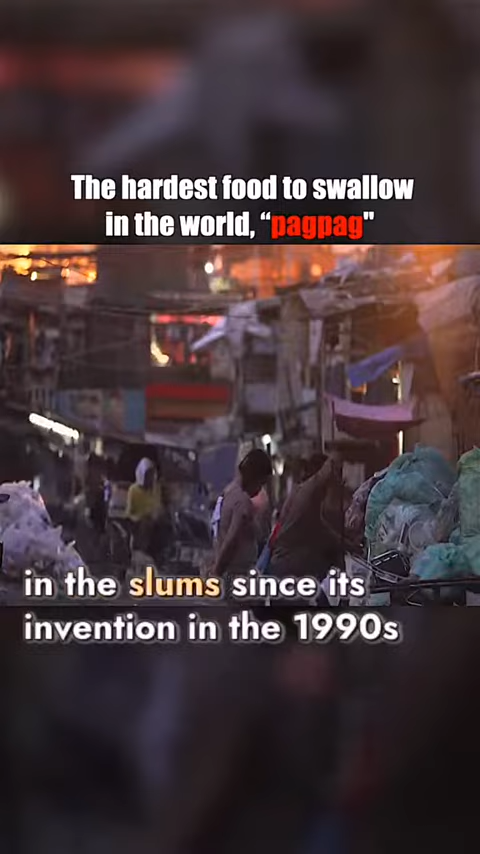 The hardest food to swallow
in the world, “pagpag"
in the slums since its
invention in the 1990s